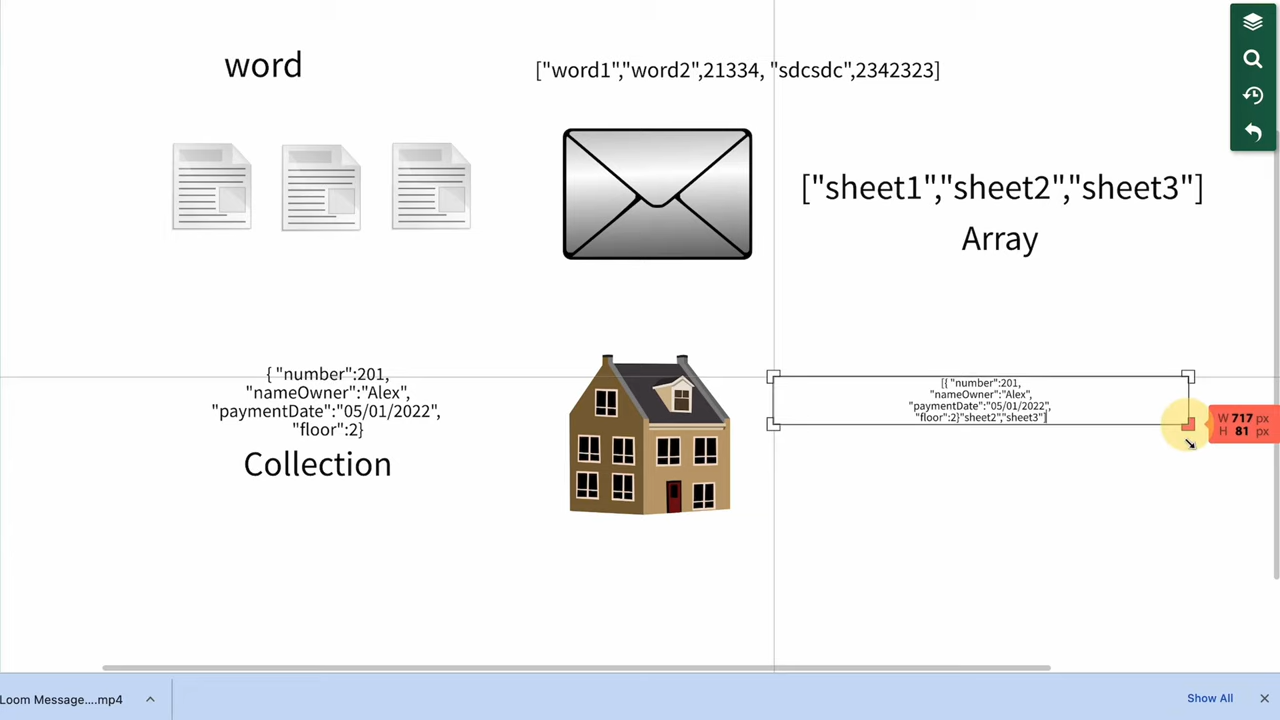 word
["word1","word2",21334, "sdcsdc",2342323]
["sheet1","sheet2","sheet3"]
Array
{ "number":201,
"nameOwner":"Alex",
"paymentDate":"05/01/2022",
"floor":2}
Collection
[{ "number":201,
"nameOwner":"Alex",
"paymentDate":"05/01/2022",
"floor":2}"sheet2","sheet3"]
W 717 px
H 81 px
Loom Message....mp4
Show All